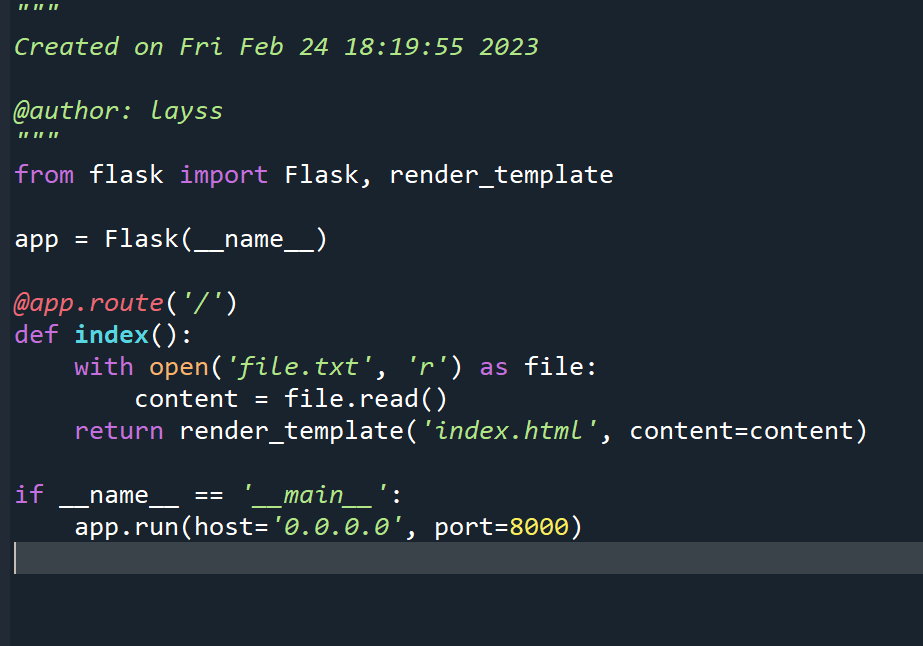 """
Created on Fri Feb 24 18:19:55 2023

@author: layss
"""
from flask import Flask, render_template

app = Flask(__name__)

@app.route('/')
def index():
    with open('file.txt', 'r') as file:
        content = file.read()
    return render_template('index.html', content=content)

if __name__ == '__main__':
    app.run(host='0.0.0.0', port=8000)